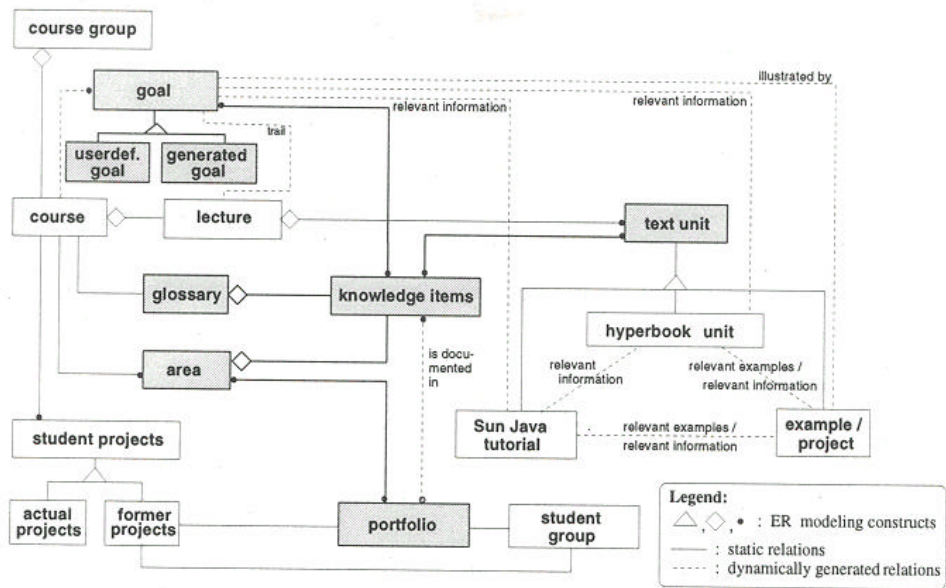 course group
goal
illustrated by
relevant information
relevant information
trail
userdef.
goal
generated
goal
course
lecture
text unit
glossary
knowledge items
hyperbook unit
is docu-
mented
in
relevant
information
relevant examples /
relevant information
area
Sun Java
tutorial
relevant examples /
relevant information
example /
project
student projects
actual
projects
former
projects
portfolio
student
group
Legend:
: ER modeling constructs
: static relations
: dynamically generated relations